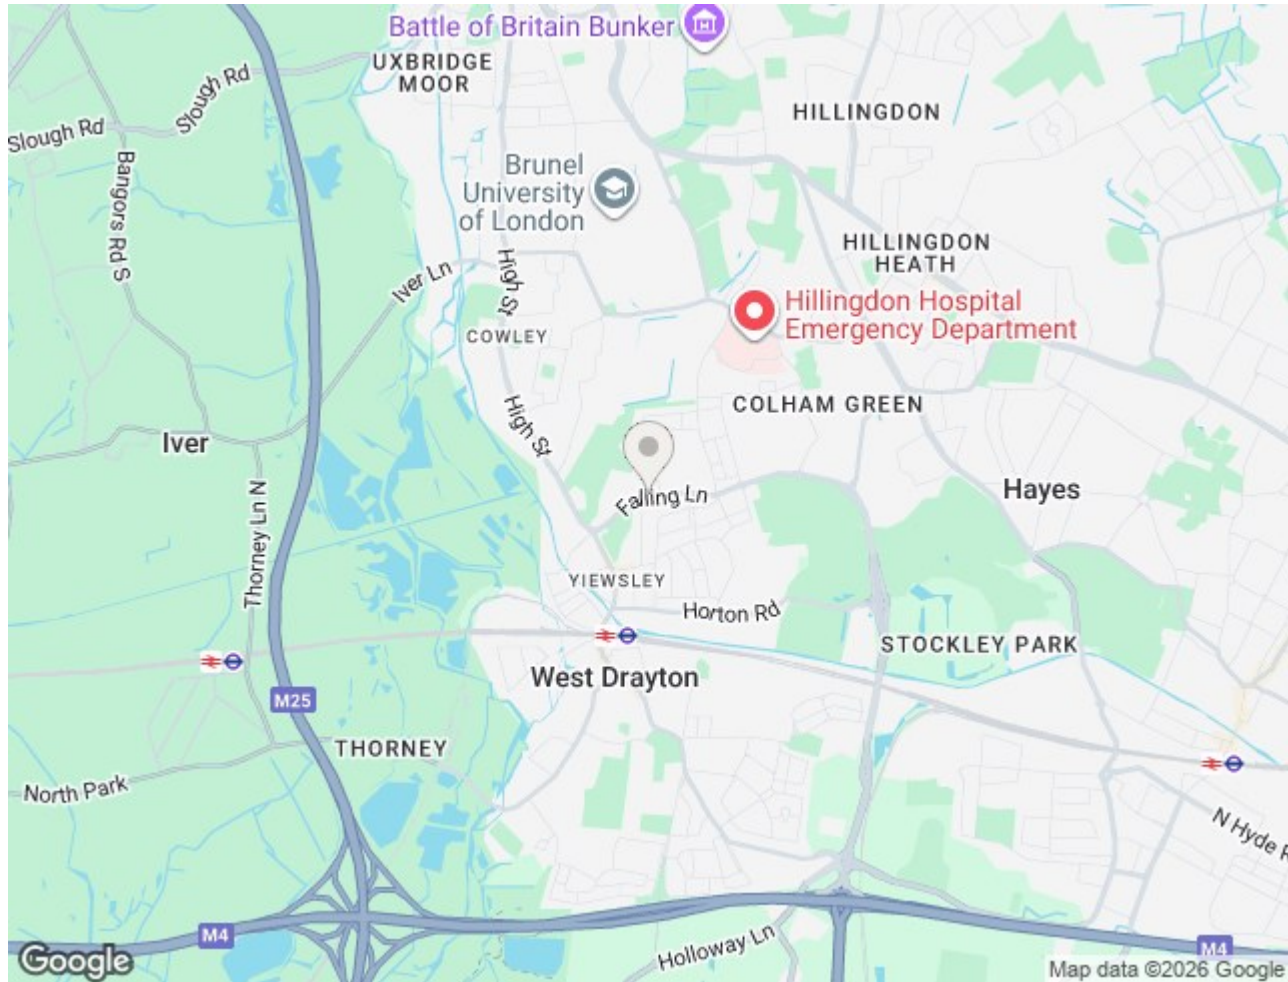 Battle of Britain Bunker
UXBRIDGE
MOOR
Slough Rd
Slough Rd
HILLINGDON
Bangors Rd S
Brunel
University
of London
HILLINGDON
HEATH
High St
Iver Ln
Hillingdon Hospital
Emergency Department
COWLEY
COLHAM GREEN
High St
Iver
Falling Ln
Hayes
Thorney Ln N
YIEWSLEY
Horton Rd
STOCKLEY PARK
West Drayton
M25
THORNEY
North Park
N Hyde R
M4
Holloway Ln
M4
Google
Map data ©2026 Google